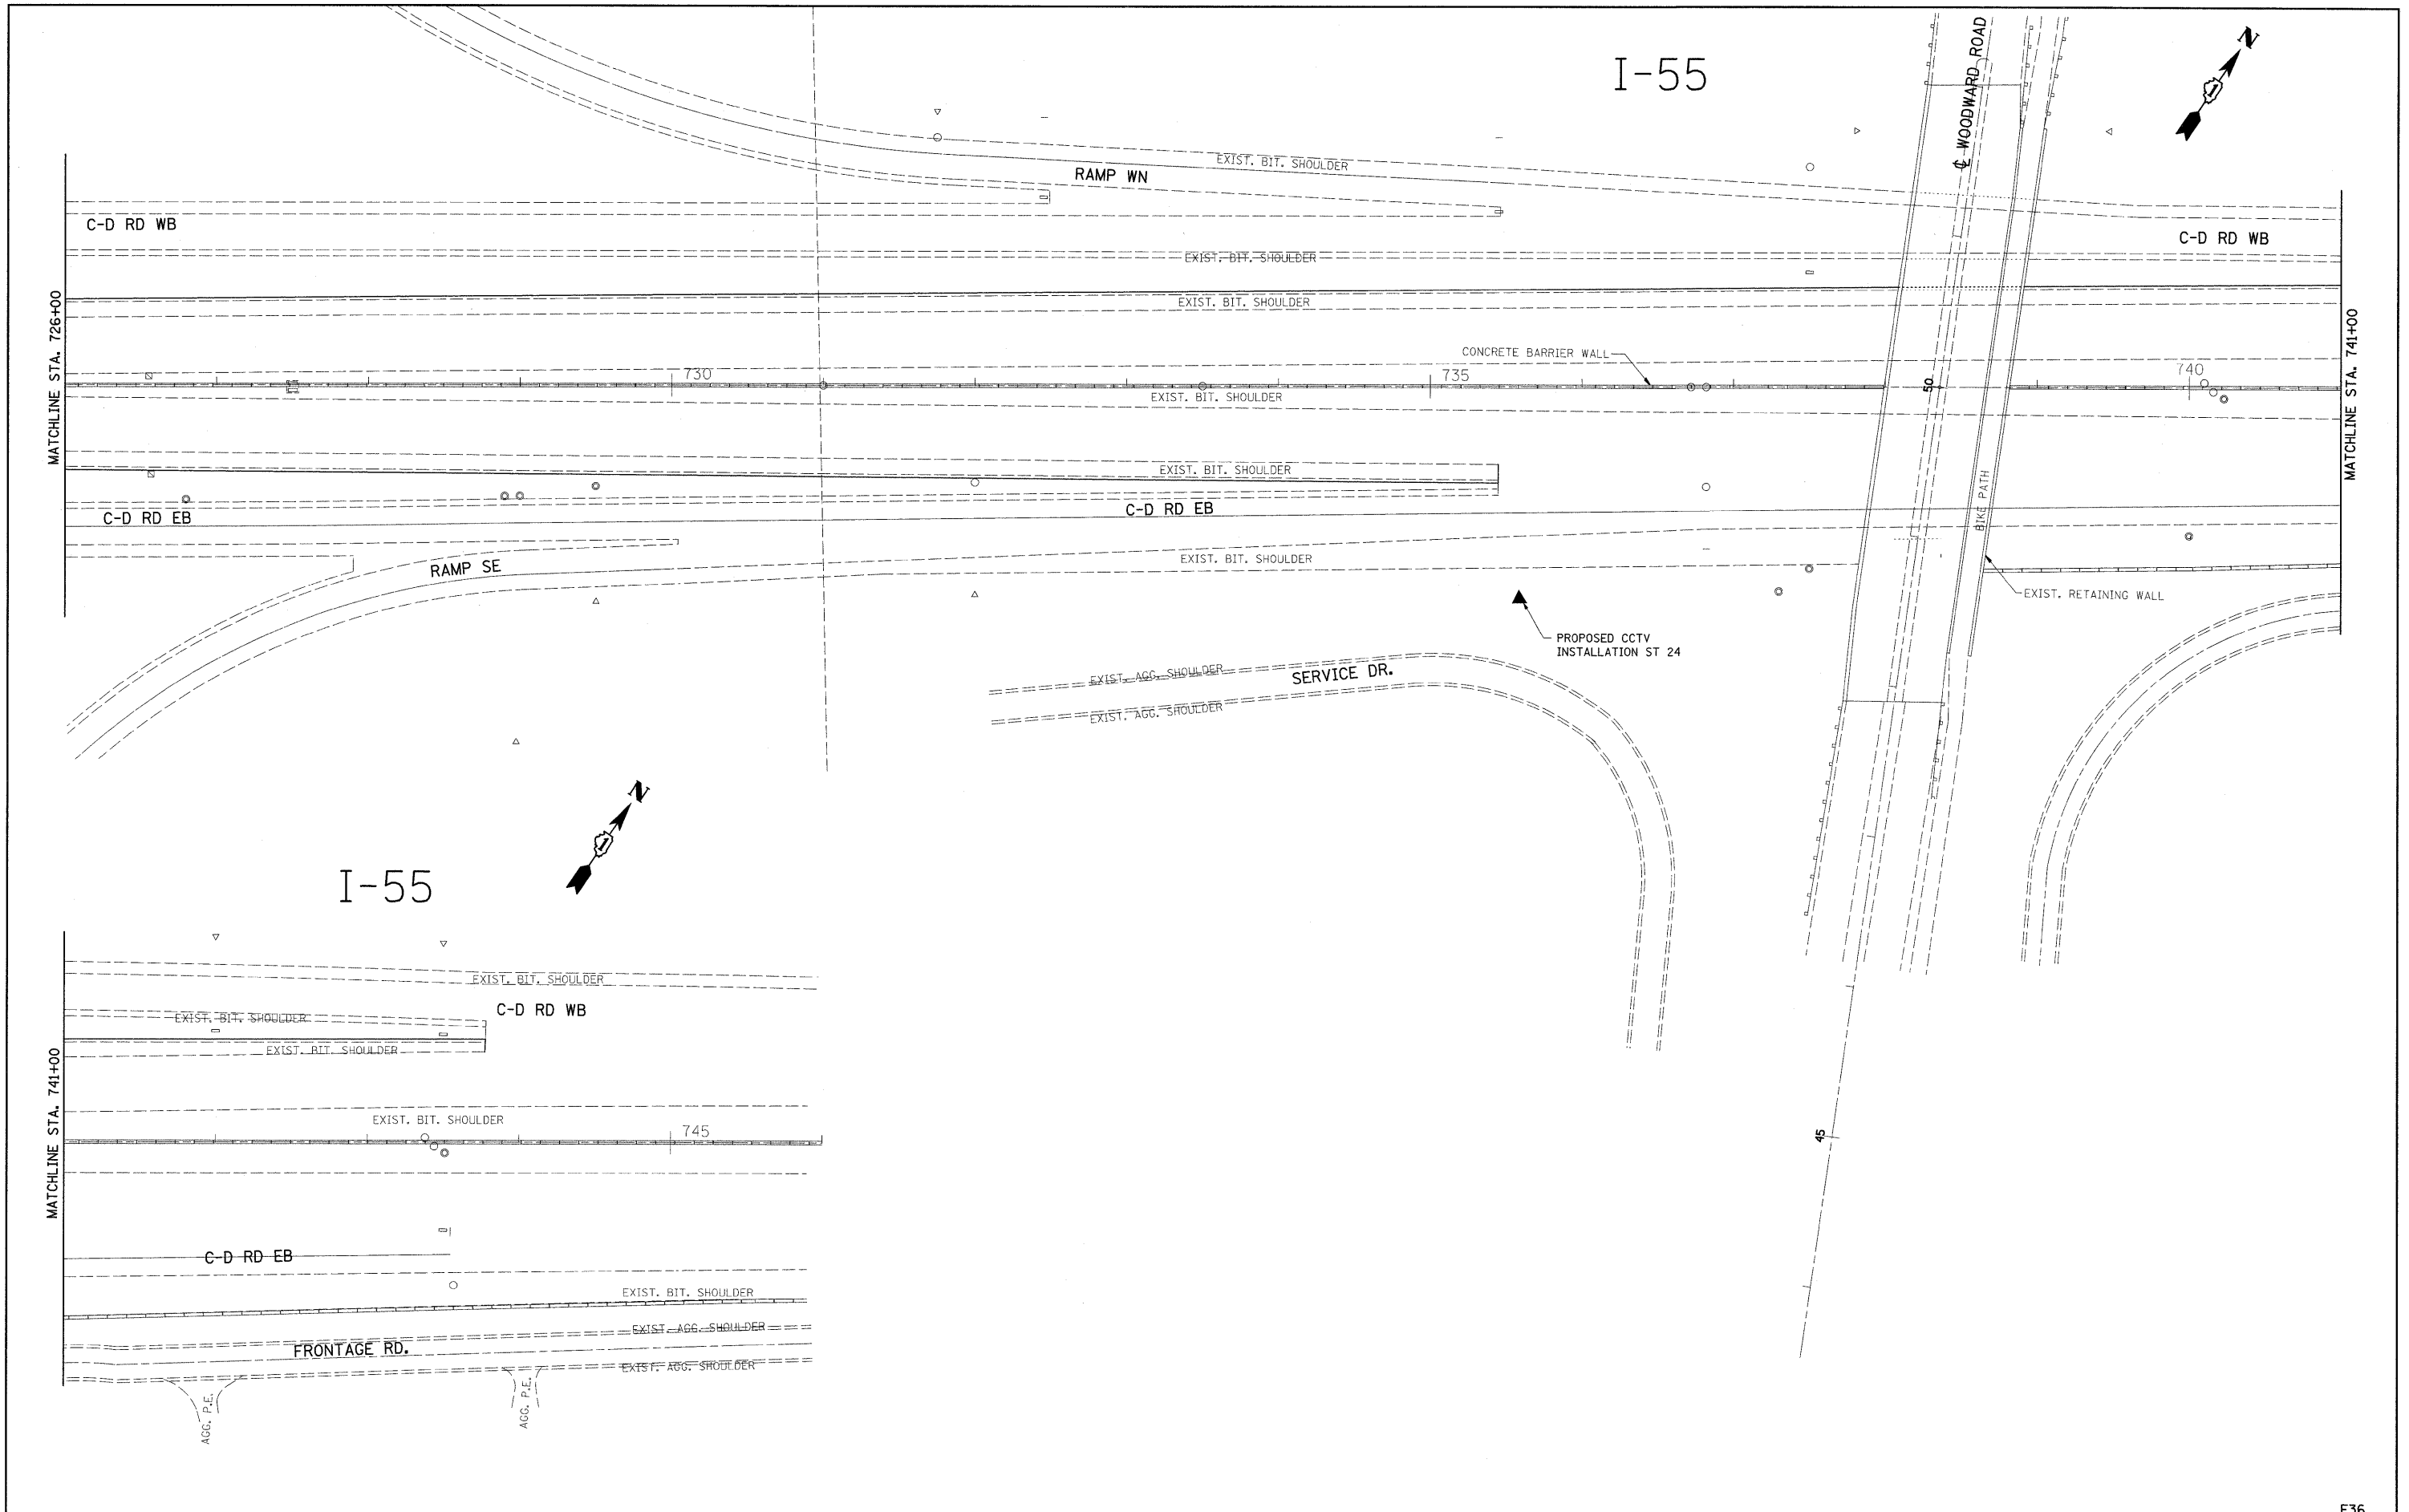 I-55
N
℄ WOODWARD ROAD
EXIST. BIT. SHOULDER
RAMP WN
C-D RD WB
C-D RD WB
EXIST. BIT. SHOULDER
EXIST. BIT. SHOULDER
MATCHLINE STA. 726+00
MATCHLINE STA. 741+00
CONCRETE BARRIER WALL
730
735
740
50
EXIST. BIT. SHOULDER
EXIST. BIT. SHOULDER
C-D RD EB
C-D RD EB
BIKE PATH
EXIST. BIT. SHOULDER
RAMP SE
EXIST. RETAINING WALL
PROPOSED CCTV
INSTALLATION ST 24
EXIST. AGG. SHOULDER
SERVICE DR.
EXIST. AGG. SHOULDER
N
I-55
EXIST. BIT. SHOULDER
C-D RD WB
EXIST. BIT. SHOULDER
EXIST. BIT. SHOULDER
MATCHLINE STA. 741+00
EXIST. BIT. SHOULDER
745
45
C-D RD EB
EXIST. BIT. SHOULDER
EXIST. AGG. SHOULDER
FRONTAGE RD.
EXIST. AGG. SHOULDER
AGG. P.E.
AGG. P.E.
E36